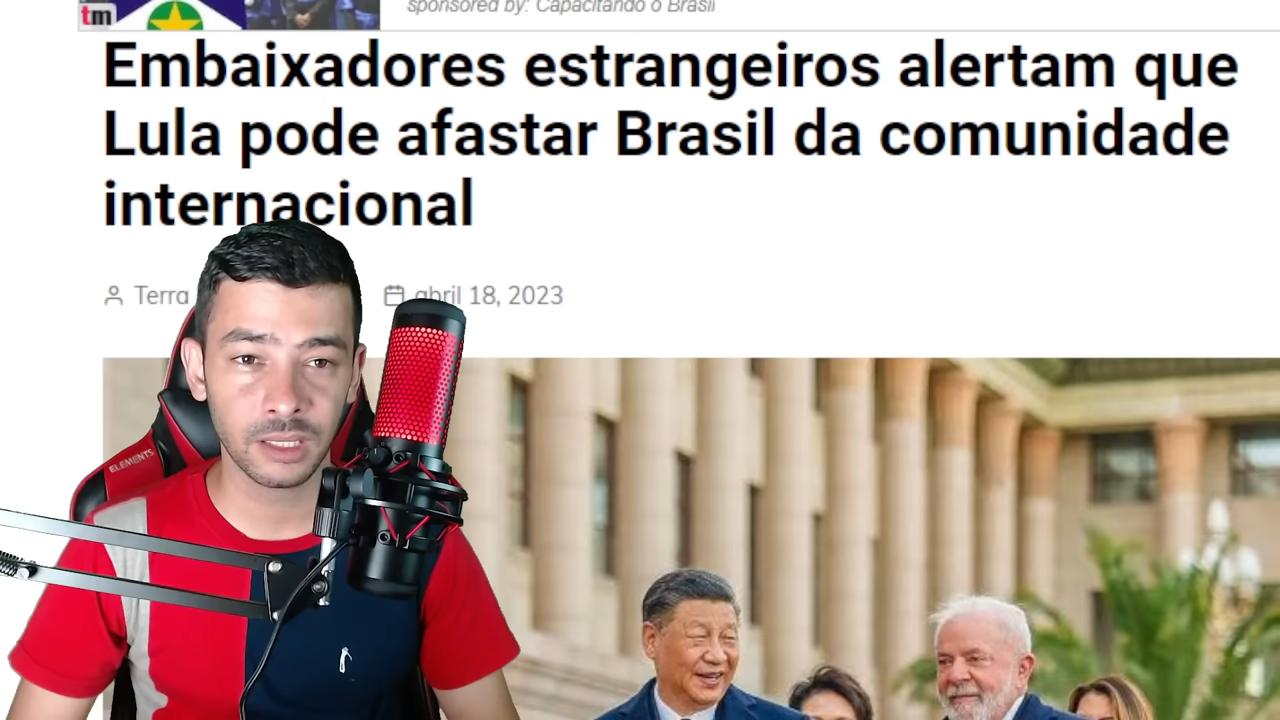 tm
sponsored by: Capacitando o Brasil
Embaixadores estrangeiros alertam que
Lula pode afastar Brasil da comunidade
internacional
Terra
abril 18, 2023
ELEMENTS